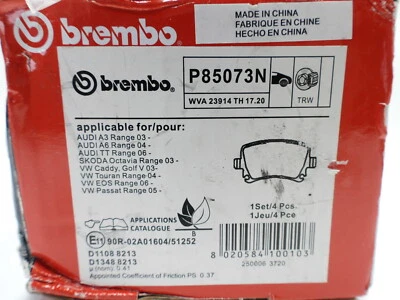 brembo
MADE IN CHINA
FABRIQUE EN CHINE
HECHO EN CHINA
brembo
P85073N
WVA 23914 TH 17.20
TRW
applicable for/pour:
AUDI A3 Range 03 -
AUDI A6 Range 04 -
AUDI TT Range 06 -
SKODA Octavia Range 03 -
VW Caddy, Golf V 03-
VW Touran Range 04 -
VW EOS Range 06 -
VW Passat Range 05 -
APPLICATIONS
CATALOGUE
B
1Set/4 Pcs
1Jeu/4 Pce
E11 90R-02A01604/51252
D1108 8213
D1348 8213
Appointed Coefficient of Friction PS 0.37
8 020584 100103
250606 3720